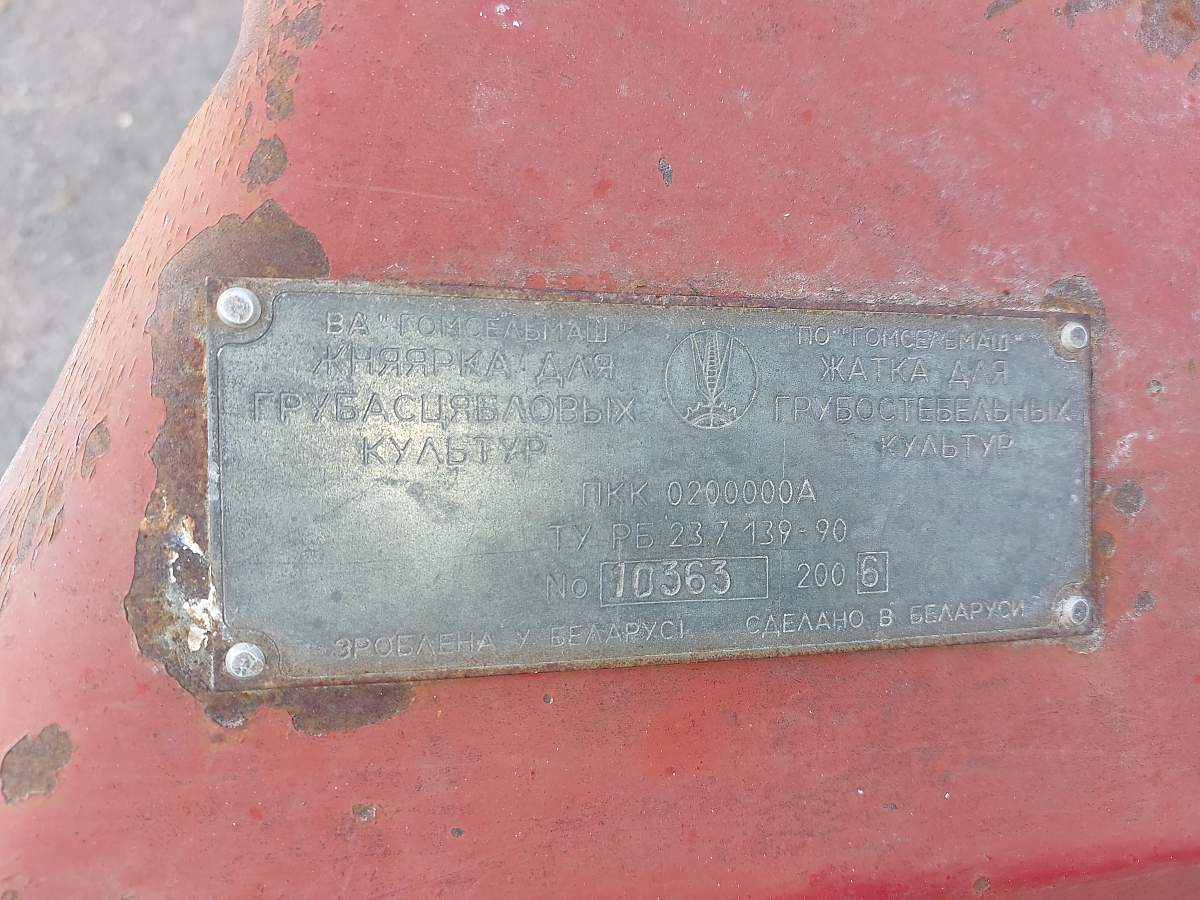 ВА "ГОМСЕЛЬМАШ"
ЖНЯЯРКА ДЛЯ
ГРУБАСЦЯБЛОВЫХ
КУЛЬТУР
ПО "ГОМСЕЛЬМАШ"
ЖАТКА ДЛЯ
ГРУБОСТЕБЕЛЬНЫХ
КУЛЬТУР
ПКК 0200000А
ТУ РБ 23.7 139-90
No 10363 2006
ЗРОБЛЕНА У БЕЛАРУСІ СДЕЛАНО В БЕЛАРУСИ